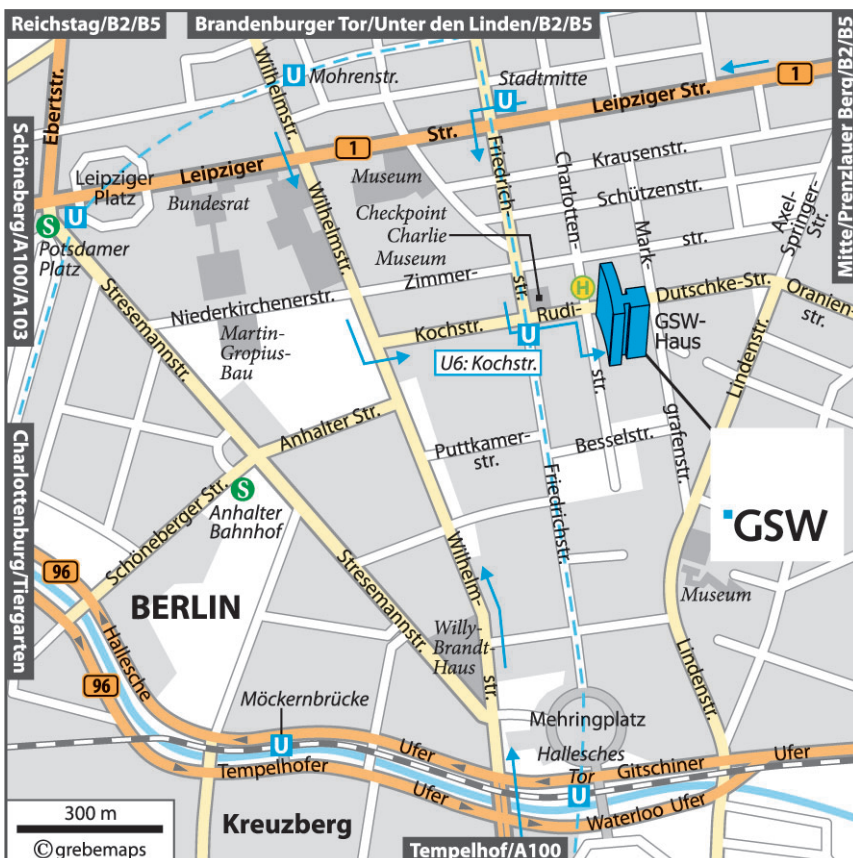 Reichstag/B2/B5
Brandenburger Tor/Unter den Linden/B2/B5
Mitte/Prenzlauer Berg/B2/B5
Schöneberg/A100/A103
Charlottenburg/Tiergarten
Ebertstr.
Wilhelmstr.
U
Mohrenstr.
Stadtmitte
U
Leipziger Str.
1
Str.
1
Leipziger
Leipziger
Platz
U
S
Potsdamer
Platz
Bundesrat
Museum
Wilhelmstr.
Friedrich-
str.
Charlotten-
str.
Krausenstr.
Schützenstr.
Mark-
grafenstr.
Axel-
Springer-
Str.
Checkpoint
Charlie
Museum
Zimmer-
str.
Niederkirchenerstr.
Stresemannstr.
Martin-
Gropius-
Bau
Kochstr.
Rudi-
Dutschke-Str.
H
U
U6: Kochstr.
GSW-
Haus
Oranien-
str.
Lindenstr.
Anhalter Str.
Puttkamer-
str.
Besselstr.
Friedrichstr.
GSW
S
Anhalter
Bahnhof
Schöneberger Str.
Stresemannstr.
Wilhelm-
str.
96
BERLIN
Hallesche
96
Willy-
Brandt-
Haus
Museum
Lindenstr.
Möckernbrücke
U
Mehringplatz
Hallesches
Tor
U
Ufer
Gitschiner
Ufer
Tempelhofer
Ufer
Waterloo Ufer
300 m
Kreuzberg
© grebemaps
Tempelhof/A100